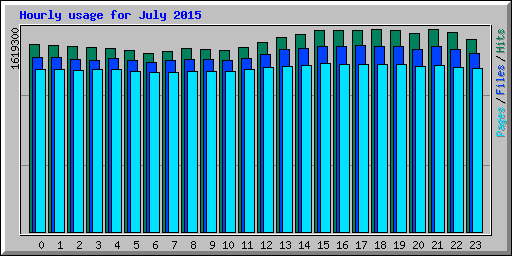 Hourly usage for July 2015
1619300
Pages/Files/Hits
0 1 2 3 4 5 6 7 8 9 10 11 12 13 14 15 16 17 18 19 20 21 22 23